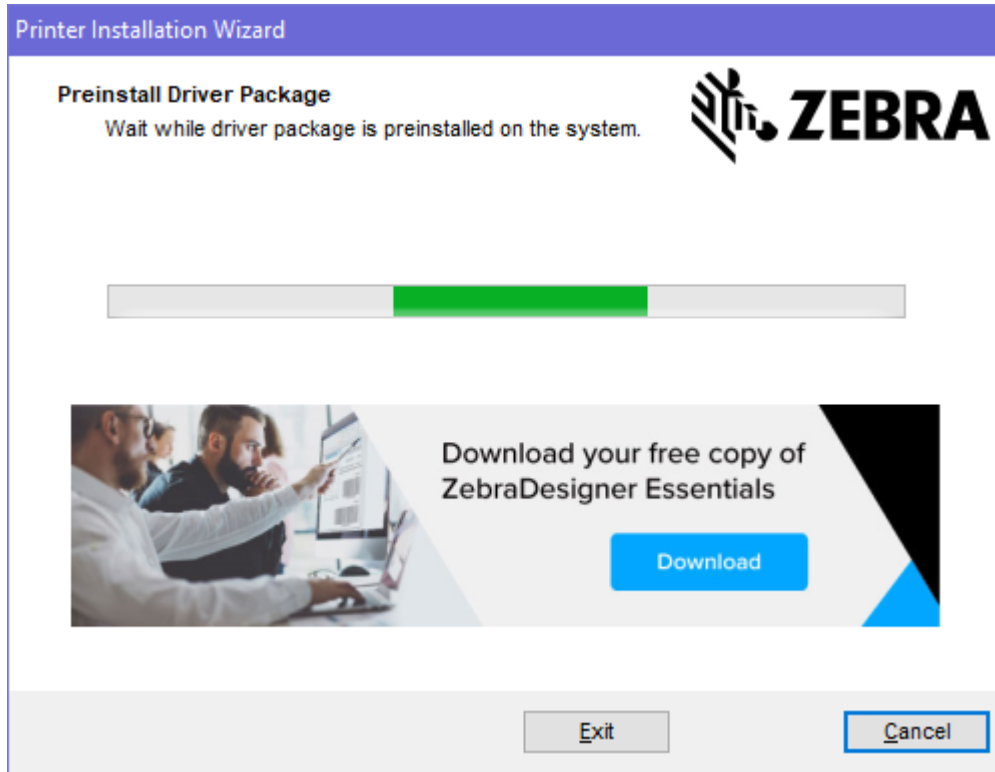 Printer Installation Wizard
Preinstall Driver Package
Wait while driver package is preinstalled on the system.
ZEBRA
Download your free copy of
ZebraDesigner Essentials
Download
Exit
Cancel